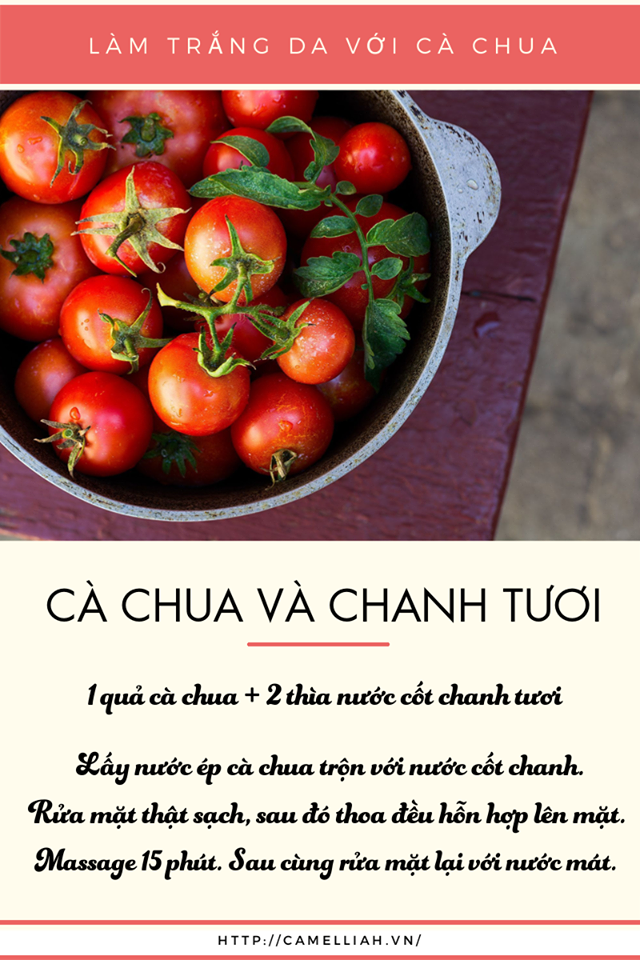 LÀM TRẮNG DA VỚI CÀ CHUA
CÀ CHUA VÀ CHANH TƯƠI
1 quả cà chua + 2 thìa nước cốt chanh tươi
Lấy nước ép cà chua trộn với nước cốt chanh.
Rửa mặt thật sạch, sau đó thoa đều hỗn hợp lên mặt.
Massage 15 phút. Sau cùng rửa mặt lại với nước mát.
HTTP://CAMELLIAH.VN/